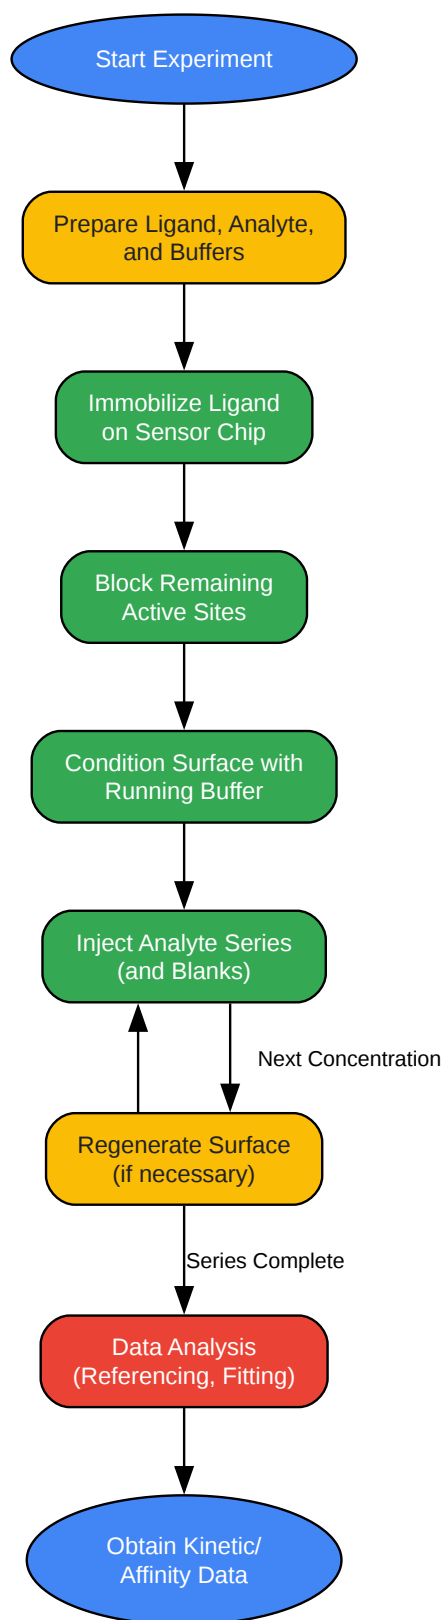 Start Experiment
Prepare Ligand, Analyte,
and Buffers
Immobilize Ligand
on Sensor Chip
Block Remaining
Active Sites
Condition Surface with
Running Buffer
Inject Analyte Series
(and Blanks)
Next Concentration
Regenerate Surface
(if necessary)
Series Complete
Data Analysis
(Referencing, Fitting)
Obtain Kinetic/
Affinity Data